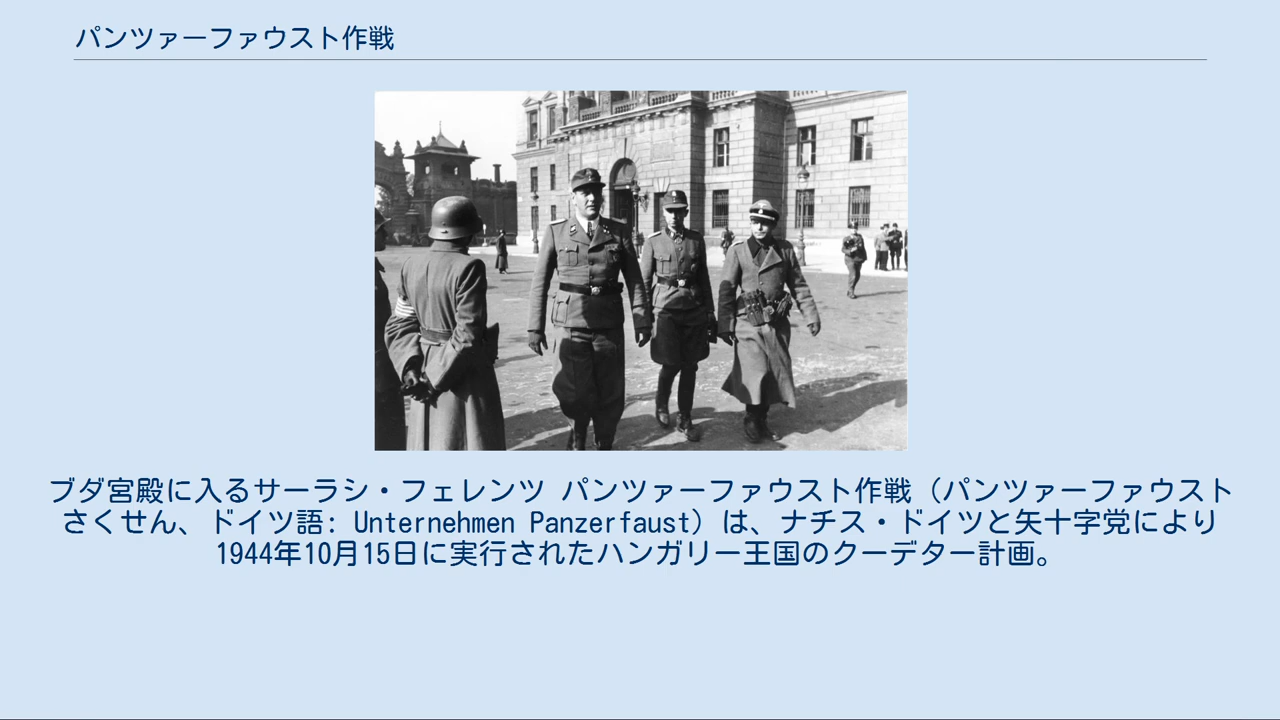 パンツァーファウスト作戦
ブダ宮殿に入るサーラシ・フェレンツ パンツァーファウスト作戦（パンツァーファウスト
さくせん、ドイツ語: Unternehmen Panzerfaust）は、ナチス・ドイツと矢十字党により
1944年10月15日に実行されたハンガリー王国のクーデター計画。